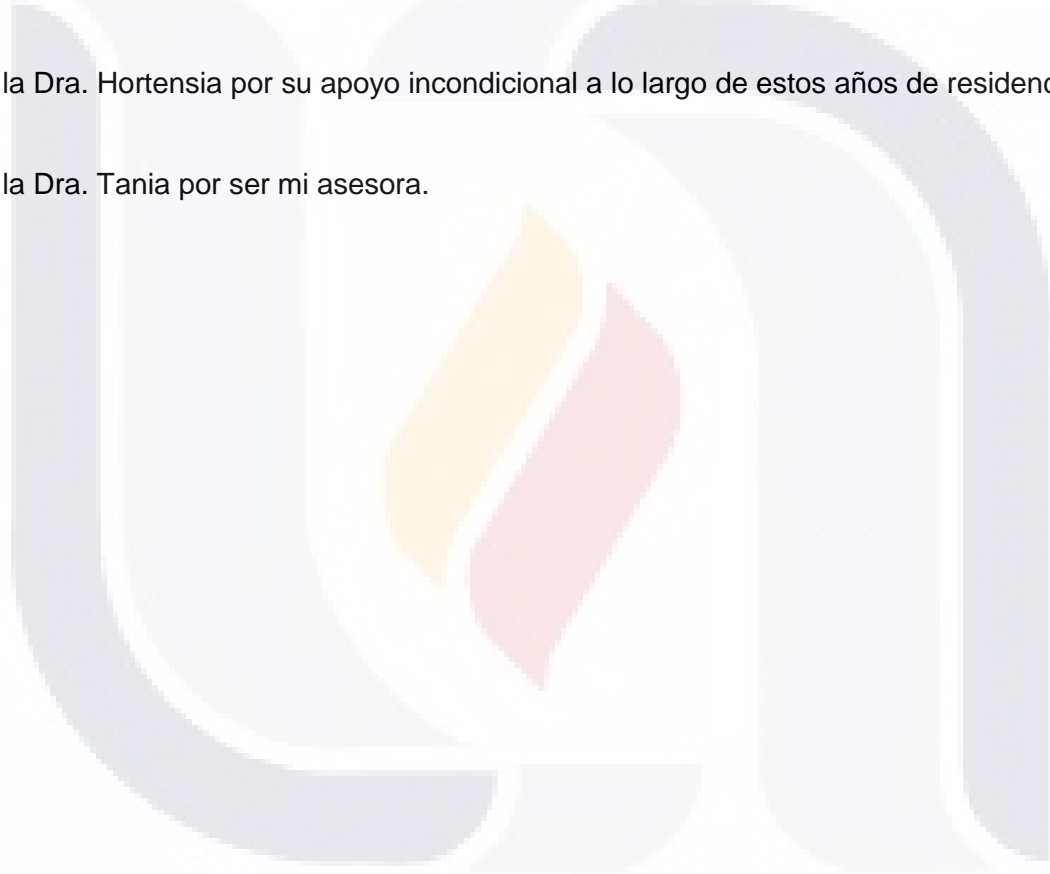 la Dra. Hortensia por su apoyo incondicional a lo largo de estos años de residenc
la Dra. Tania por ser mi asesora.